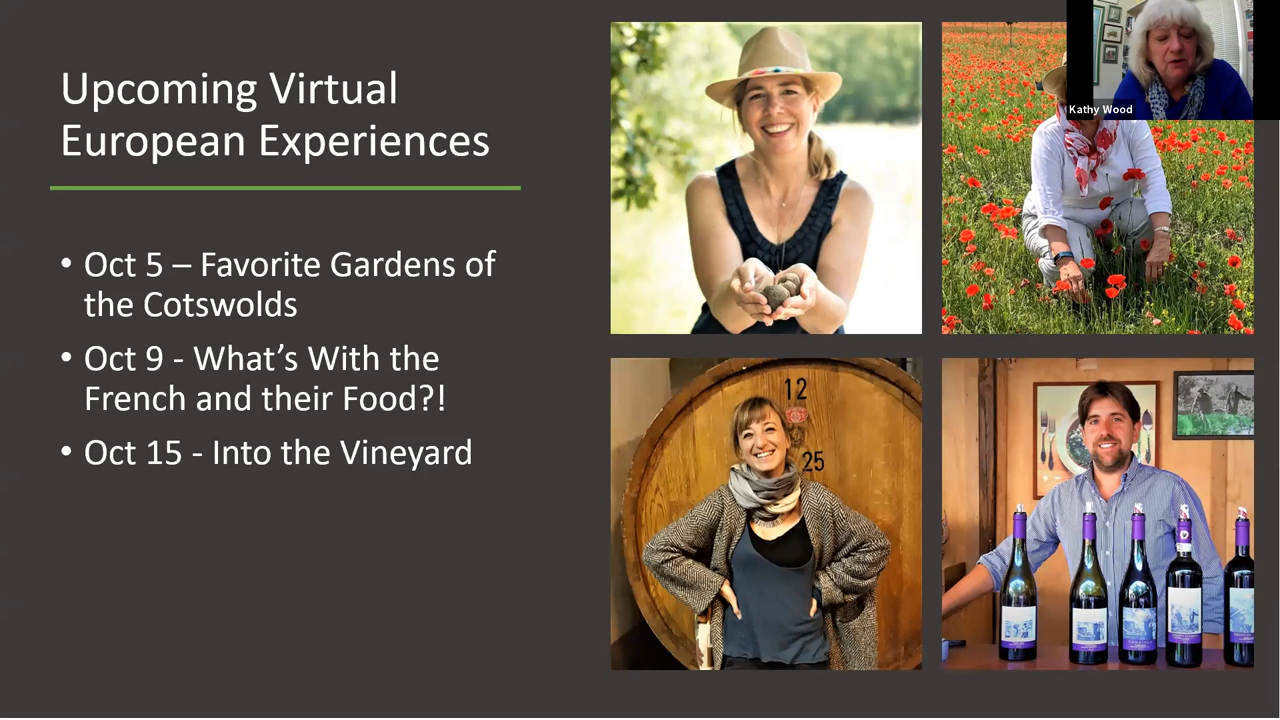 Upcoming Virtual
European Experiences
• Oct 5 – Favorite Gardens of
the Cotswolds
• Oct 9 - What’s With the
French and their Food?!
• Oct 15 - Into the Vineyard
Kathy Wood
12
25